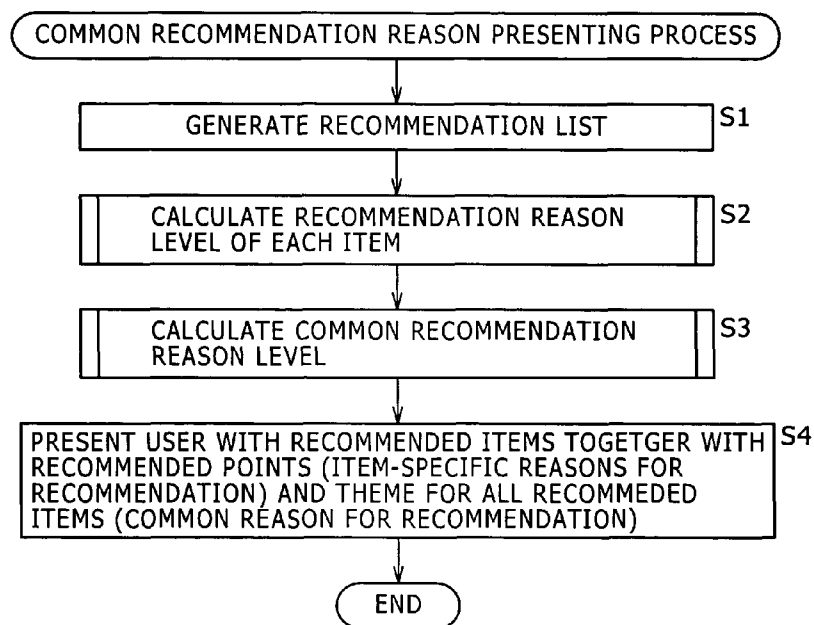 COMMON RECOMMENDATION REASON PRESENTING PROCESS
GENERATE RECOMMENDATION LIST
S1
CALCULATE RECOMMENDATION REASON
LEVEL OF EACH ITEM
S2
CALCULATE COMMON RECOMMENDATION
REASON LEVEL
S3
PRESENT USER WITH RECOMMENDED ITEMS TOGETGER WITH
RECOMMENDED POINTS (ITEM-SPECIFIC REASONS FOR
RECOMMENDATION) AND THEME FOR ALL RECOMMEDED
ITEMS (COMMON REASON FOR RECOMMENDATION)
S4
END